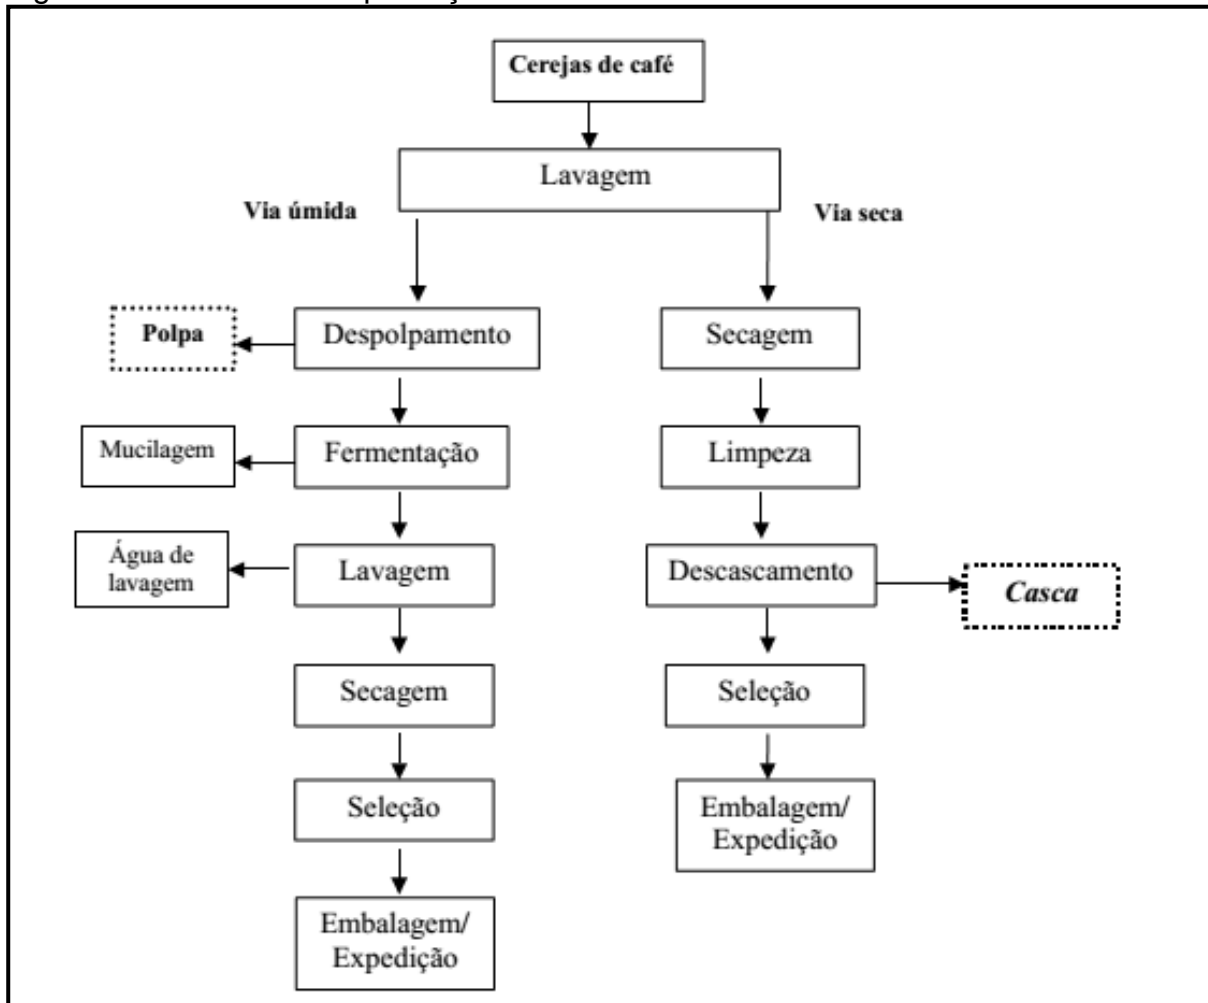 Cerejas de café
Lavagem
Via úmida
Via seca
Polpa
Despolpamento
Secagem
Mucilagem
Fermentação
Limpeza
Água de
lavagem
Lavagem
Descascamento
Casca
Secagem
Seleção
Seleção
Embalagem/
Expedição
Embalagem/
Expedição